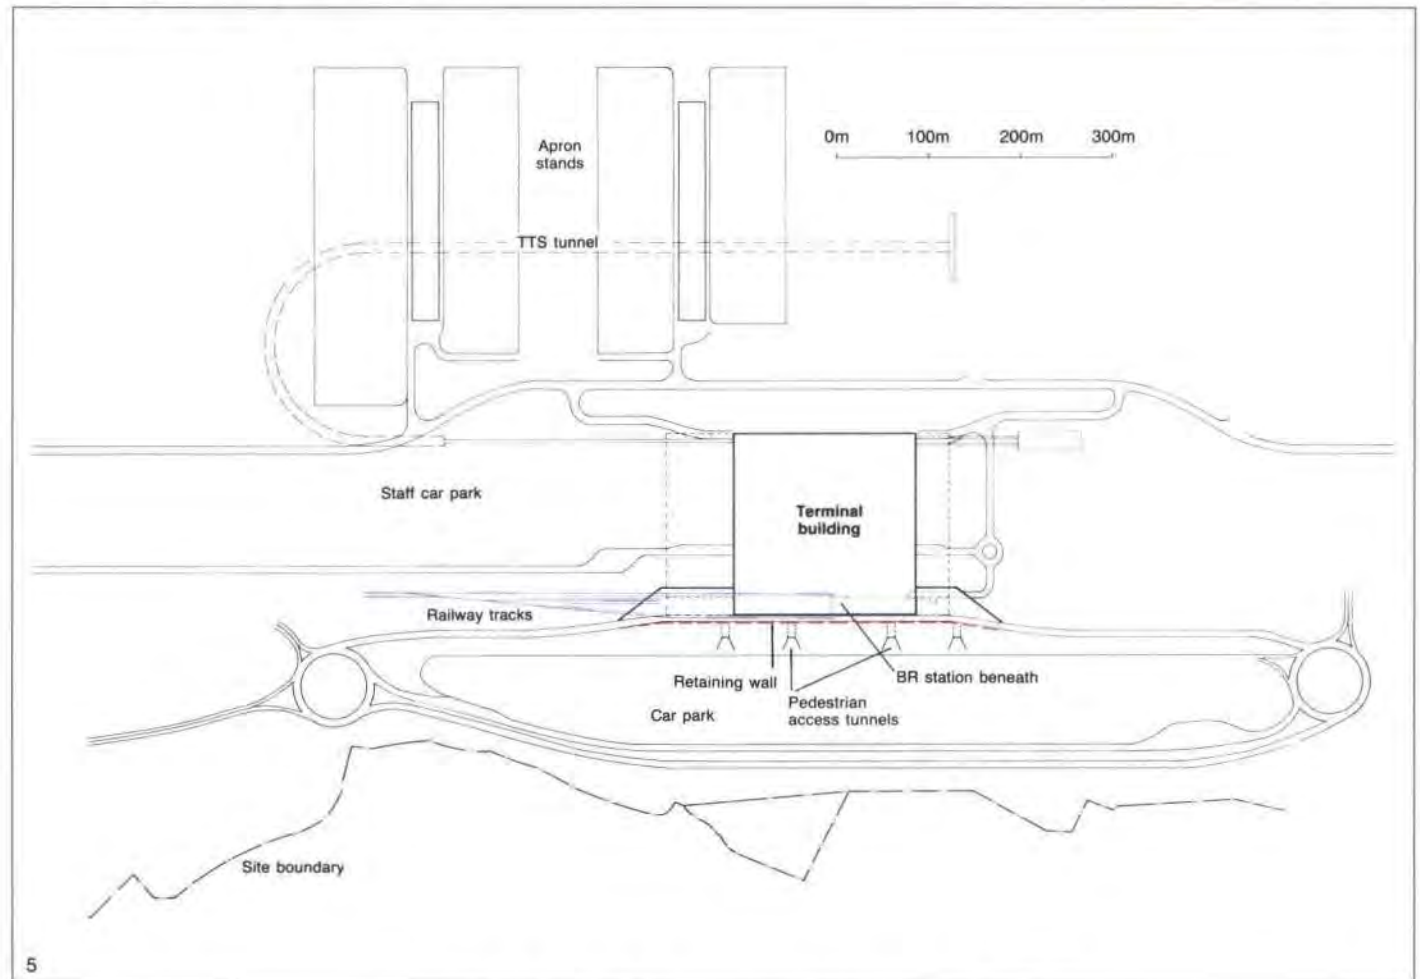 0m 100m 200m 300m
Apron
stands
TTS tunnel
Staff car park
Terminal
building
Railway tracks
Retaining wall
BR station beneath
Pedestrian
access tunnels
Car park
Site boundary
5